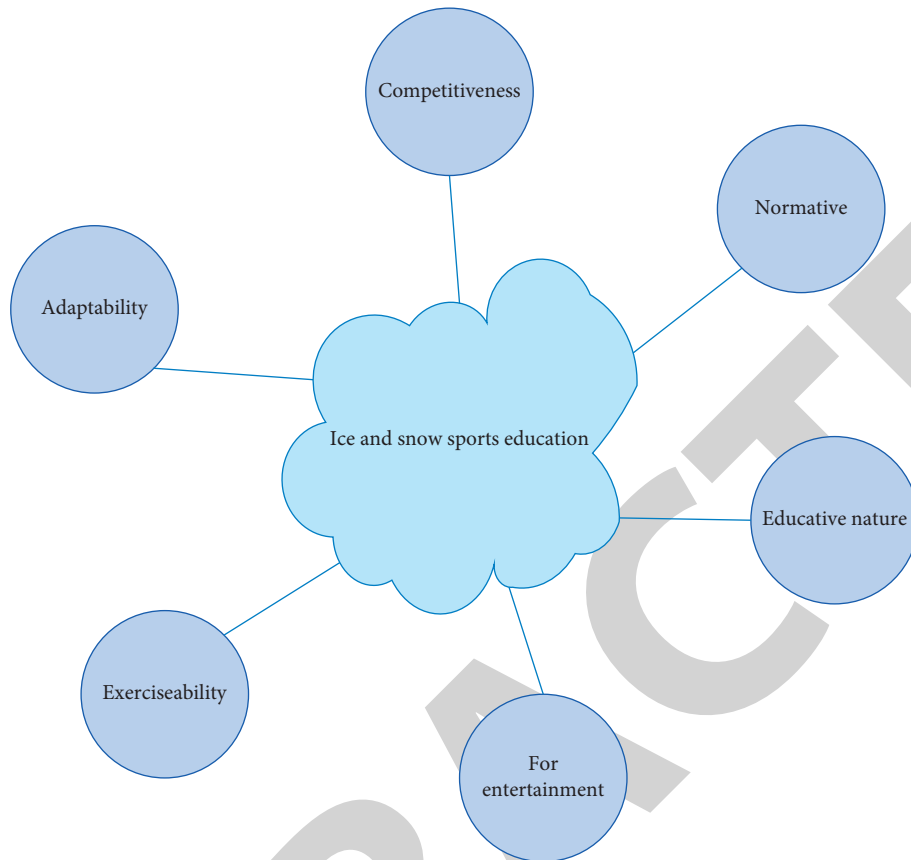 Competitiveness
Normative
Adaptability
Ice and snow sports education
Educative nature
Exerciseability
For
entertainment